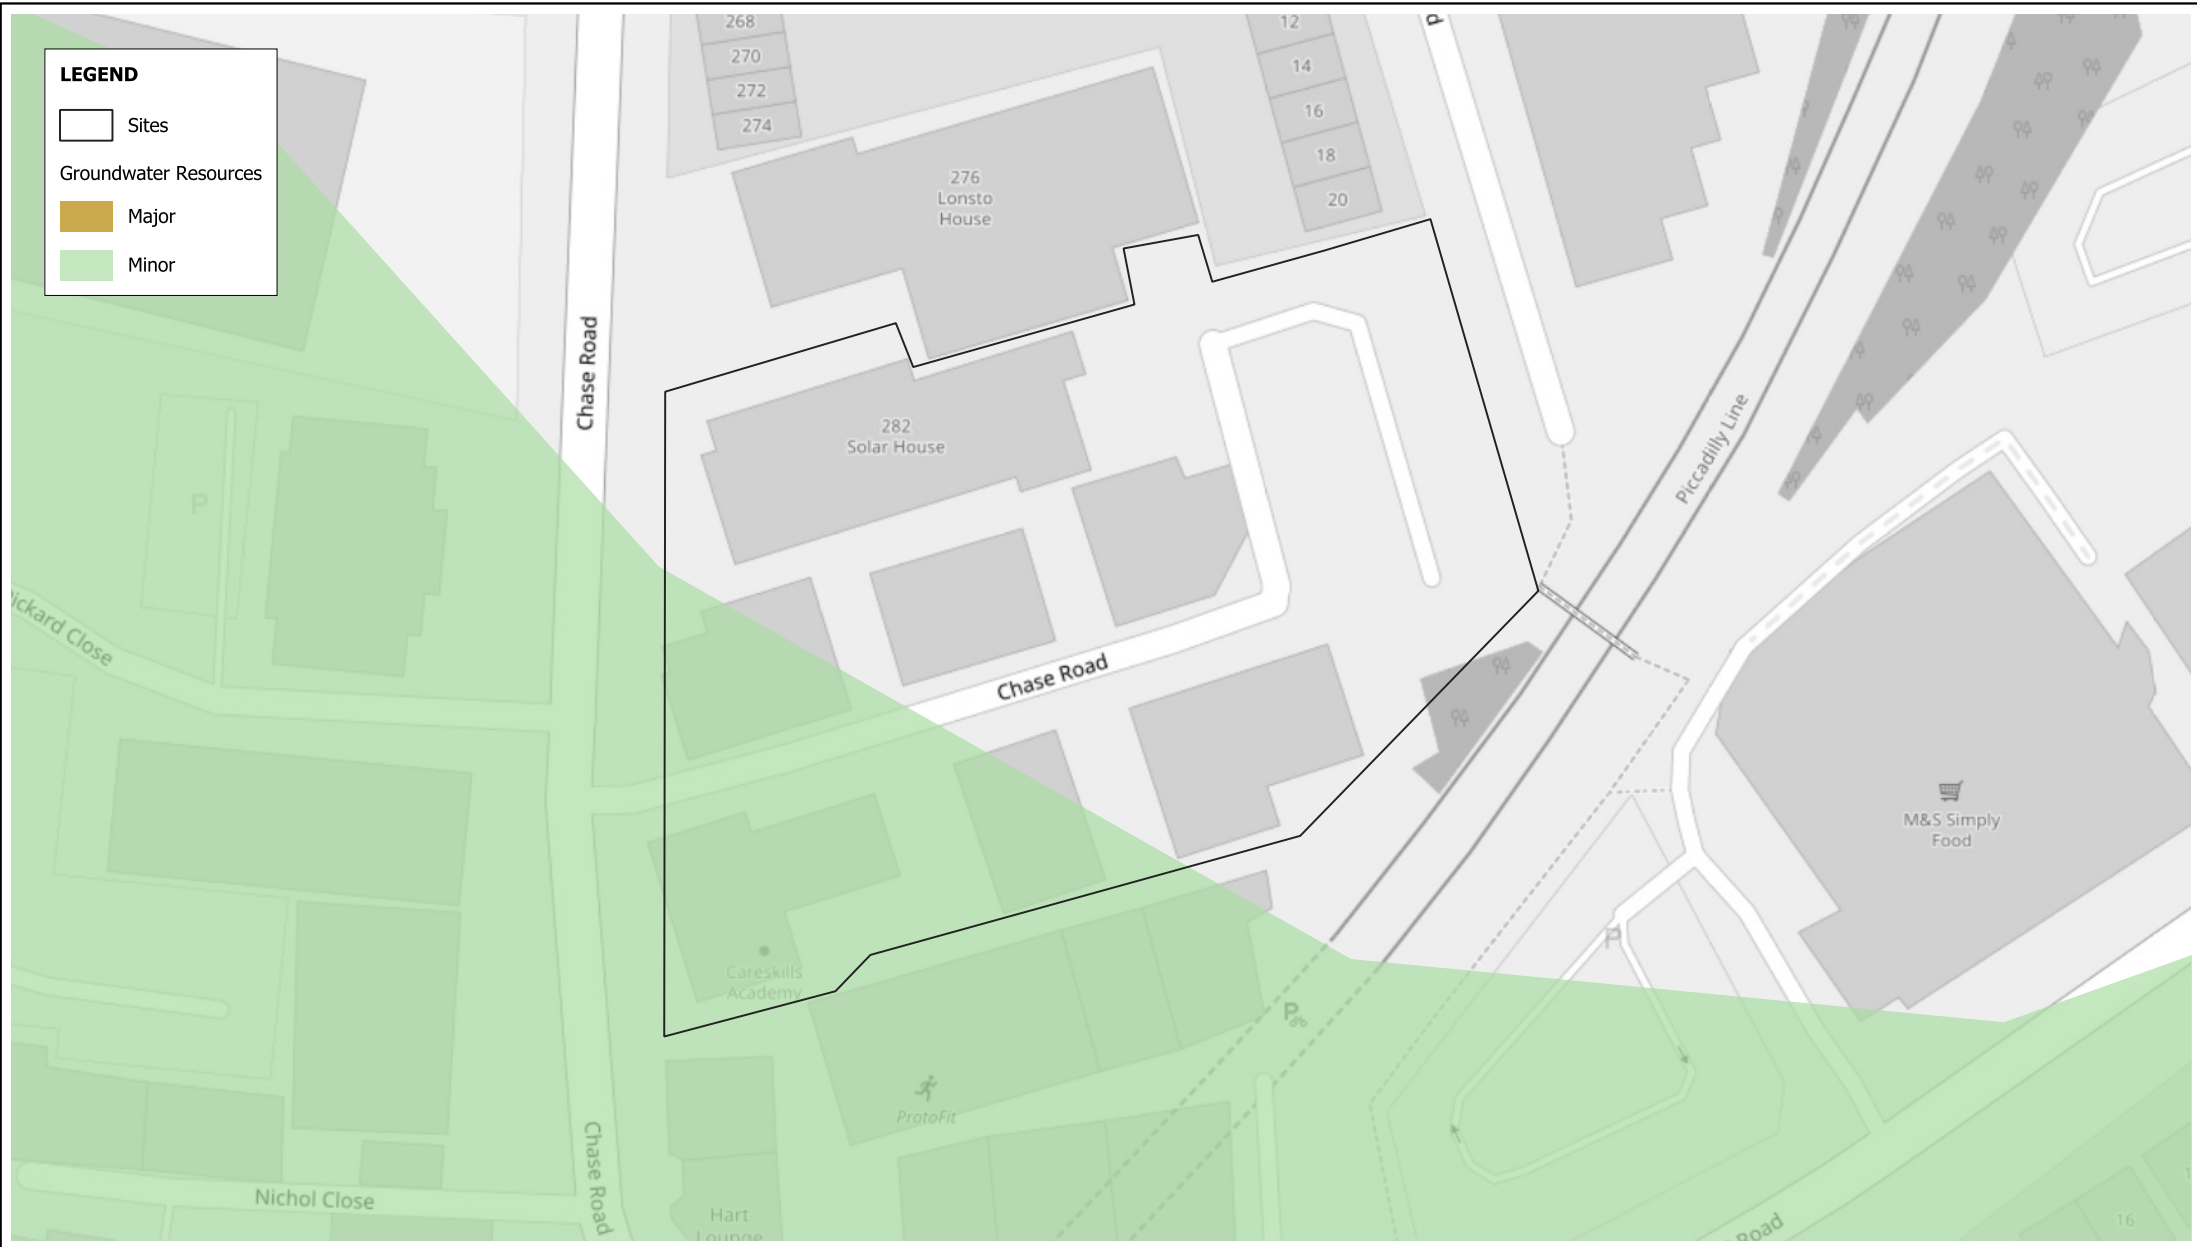 LEGEND
Sites
Groundwater Resources
Major
Minor
268
270
272
274
12
14
16
18
20
276
Lonsto
House
Chase Road
282
Solar House
Piccadilly Line
P
Chase Road
M&S Simply
Food
P
Careskills
Academy
P
ProtoFit
Chase Road
Nichol Close
Hart
Lounge
Road
16